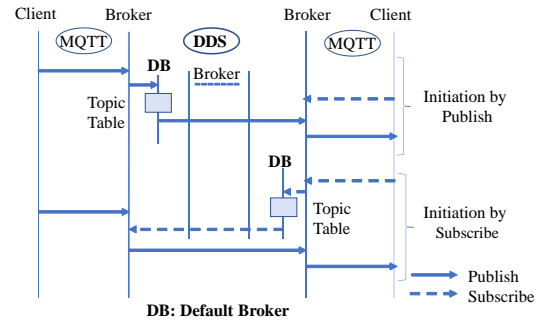 Client
Broker
Broker
Client
MQTT
DDS
MQTT
DB
Broker
Topic
Table
Initiation by
Publish
DB
Topic
Table
Initiation by
Subscribe
Publish
Subscribe
DB: Default Broker